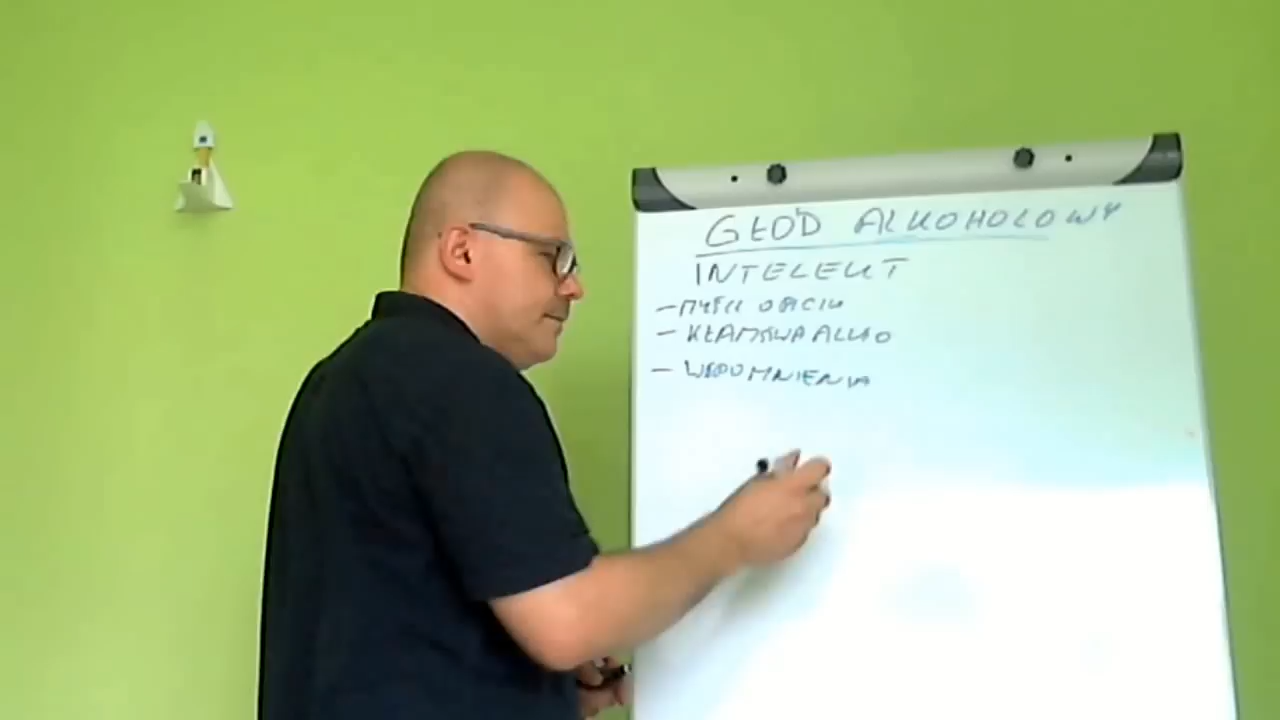 GŁÓD ALKOHOLOWY
INTELEKT
- MYŚLI O PICIU
- KŁAMSTWA ALKO
- WSPOMNIENIA